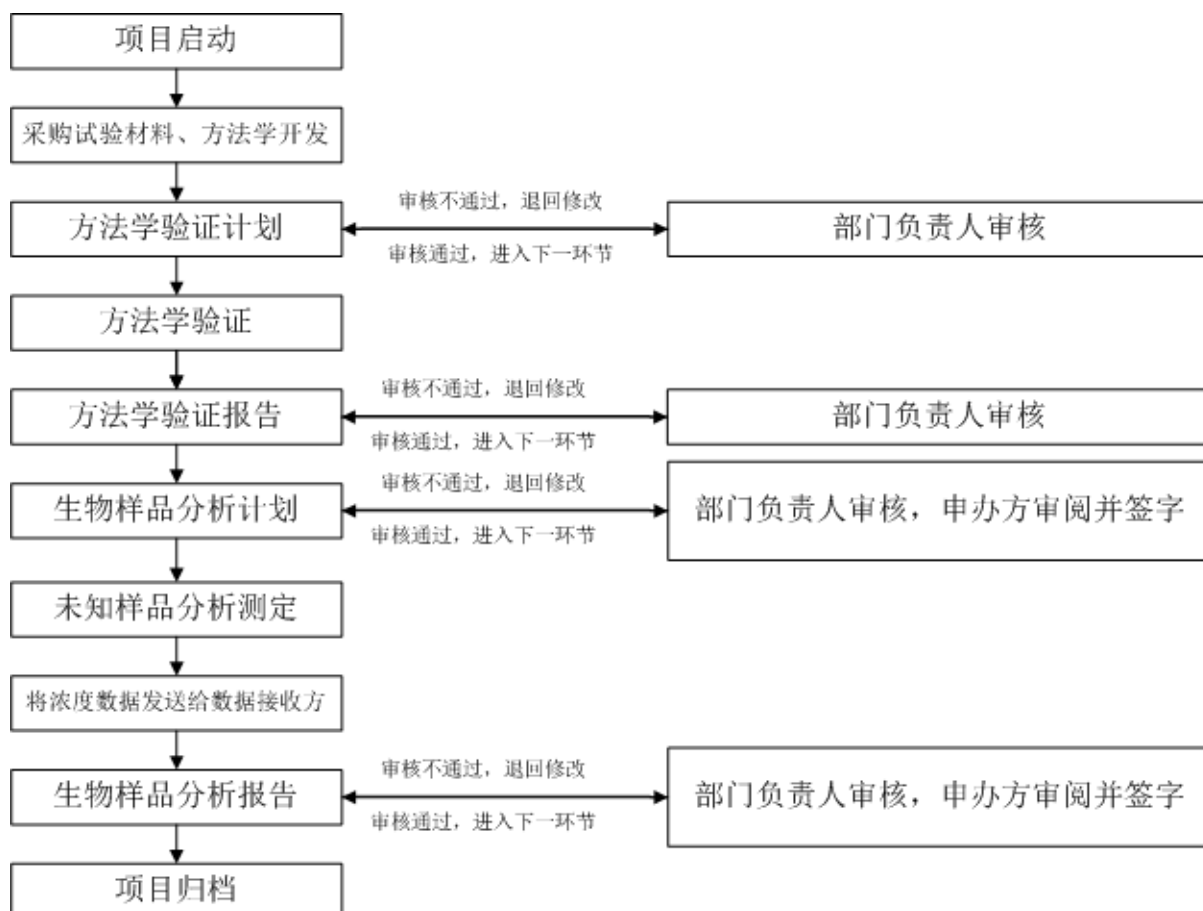 项目启动
采购试验材料、方法学开发
审核不通过，退回修改
方法学验证计划
部门负责人审核
审核通过，进入下一环节
方法学验证
审核不通过，退回修改
方法学验证报告
部门负责人审核
审核通过，进入下一环节
审核不通过，退回修改
生物样品分析计划
部门负责人审核，申办方审阅并签字
审核通过，进入下一环节
未知样品分析测定
将浓度数据发送给数据接收方
审核不通过，退回修改
生物样品分析报告
部门负责人审核，申办方审阅并签字
审核通过，进入下一环节
项目归档